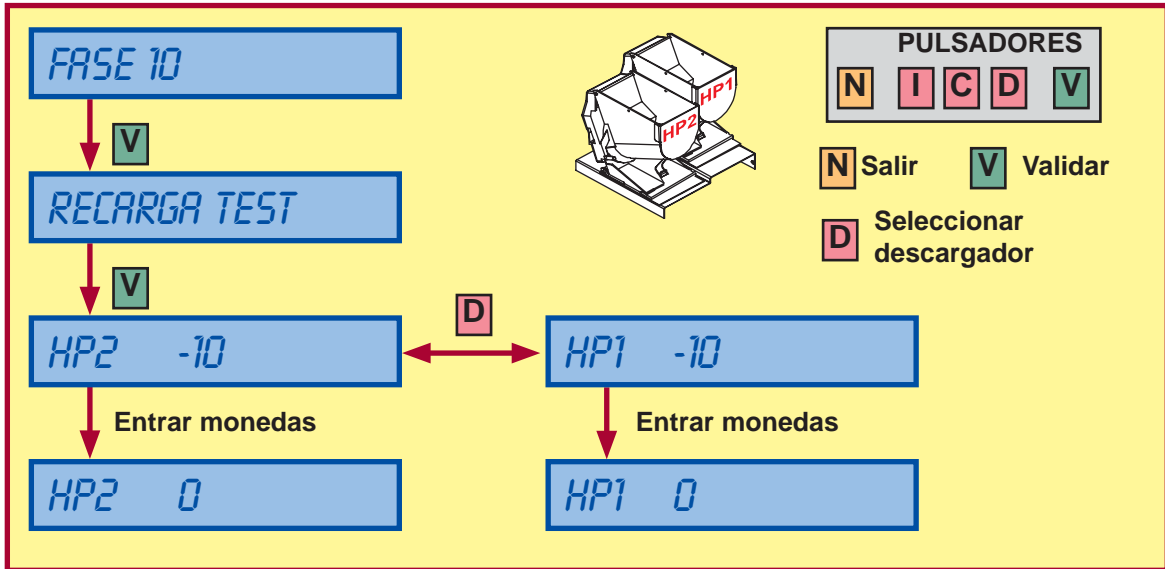 FASE 10
V
RECARGA TEST
V
HP2 -10
D
HP1 -10
Entrar monedas
Entrar monedas
HP2 0
HP1 0
HP1
HP2
PULSADORES
N I C D V
N Salir V Validar
D Seleccionar
descargador